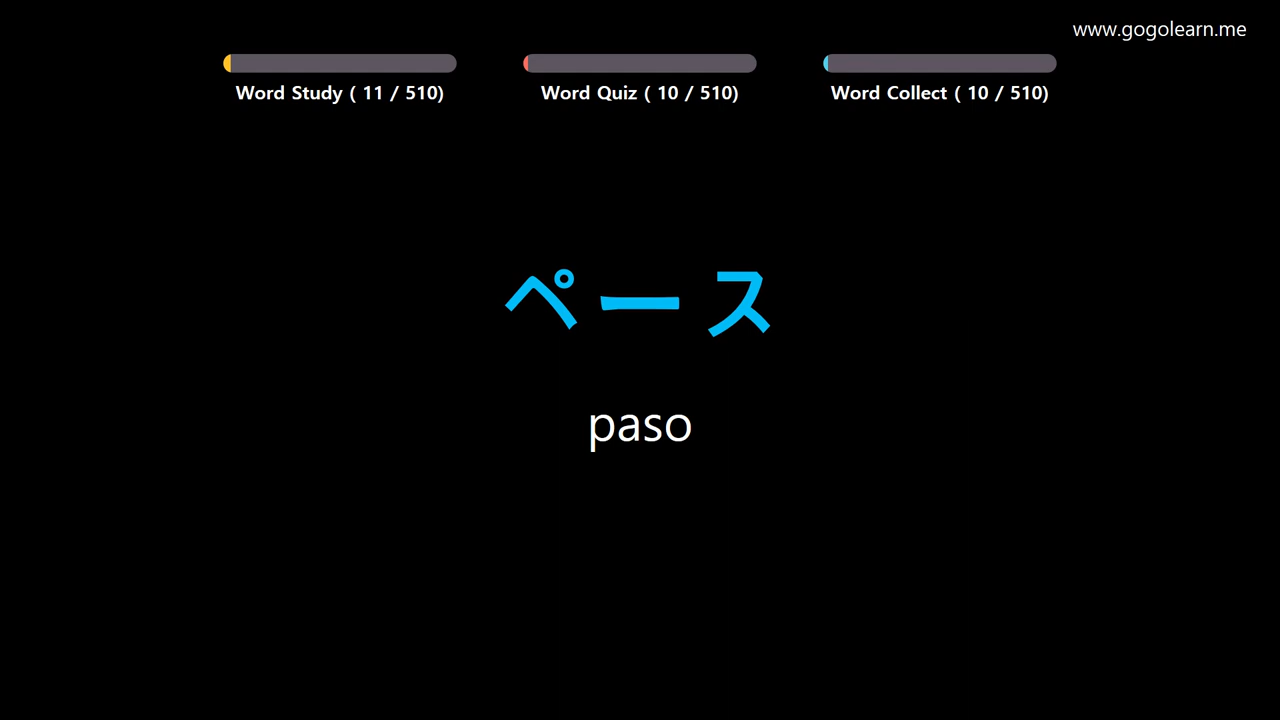 www.gogolearn.me
Word Study ( 11 / 510)
Word Quiz ( 10 / 510)
Word Collect ( 10 / 510)
ペース
paso